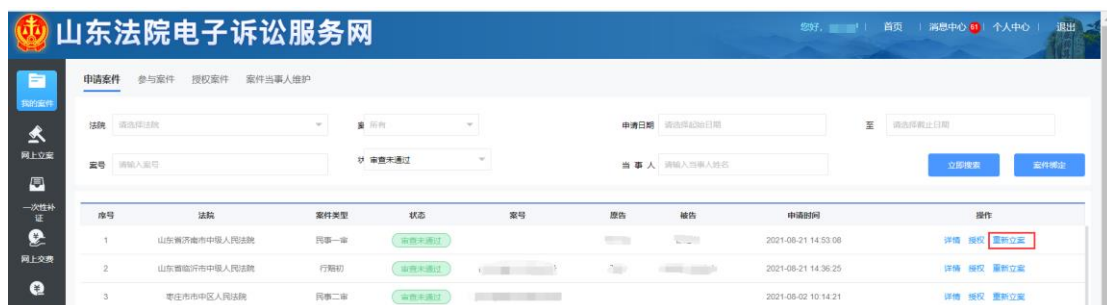 山东法院电子诉讼服务网
您好, ! | 首页 | 消息中心 61 | 个人中心 | 退出
我的案件
网上立案
一次性补证
网上交费
申请案件 参与案件 授权案件 案件当事人维护
法院 请选择法院 所有 申请日期 请选择起始日期 至 请选择截止日期
案号 请输入案号 审查未通过 当事人 请输入当事人姓名 立即搜索 案件绑定
序号 法院 案件类型 状态 案号 原告 被告 申请时间 操作
1 山东省济南市中级人民法院 民事一审 审查未通过 2021-08-21 14:53:08 详情 授权 重新立案
2 山东省临沂市中级人民法院 行赔初 审查未通过 2021-08-21 14:36:25 详情 授权 重新立案
3 枣庄市市中区人民法院 民事二审 审查未通过 2021-08-02 10:14:21 详情 授权 重新立案